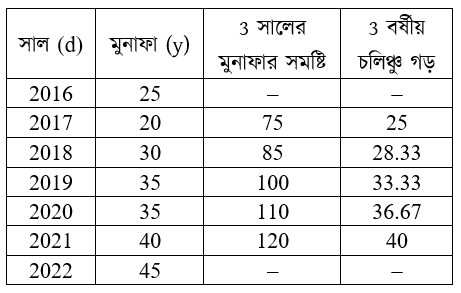 সাল (d) মুনাফা (y) 3 সালের মুনাফার সমষ্টি 3 বর্ষীয় চলিঞ্চু গড়
2016 25 – –
2017 20 75 25
2018 30 85 28.33
2019 35 100 33.33
2020 35 110 36.67
2021 40 120 40
2022 45 – –